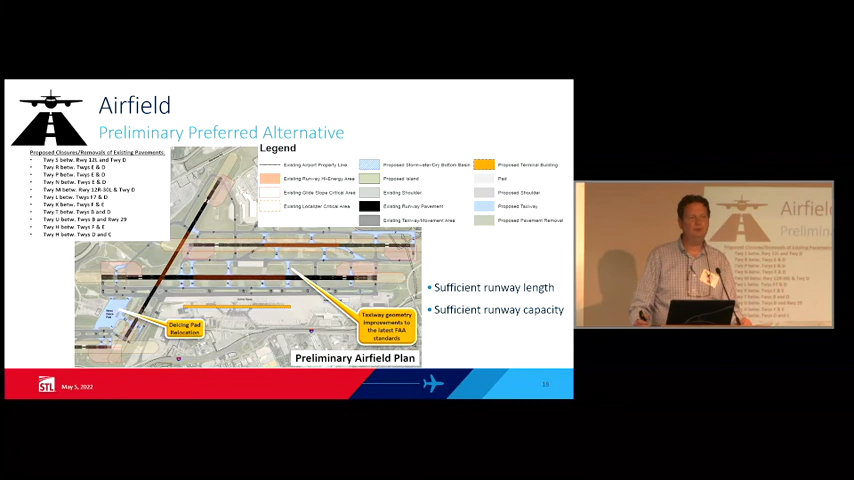 Airfield
Preliminary Preferred Alternative
Proposed Closures/Removals of Existing Pavements:
Twy S betw. Rwy 12L and Twy D
Twy R betw. Twys E & D
Twy P betw. Twys E & D
Twy N betw. Twys E & D
Twy M betw. Twy 12R-30L & Twy D
Twy L betw. Twys F7 & D
Twy K betw. Twys F & E
Twy T betw. Twys B and D
Twy U betw. Twys B and Rwy 29
Twy H betw. Twys F & E
Twy H betw. Twys D and C
Legend
Existing Airport Property Line
Existing Runway Hi-Energy Area
Existing Glide Slope Critical Area
Existing Localizer Critical Area
Proposed Stormwater/Dry Bottom Basin
Proposed Island
Existing Shoulder
Existing Runway Pavement
Existing Taxiway/Movement Area
Proposed Terminal Building
Pad
Proposed Shoulder
Proposed Taxiway
Proposed Pavement Removal
• Sufficient runway length
• Sufficient runway capacity
Deicing Pad
Relocation
Taxiway geometry
improvements to
the latest FAA
standards
Preliminary Airfield Plan
STL
May 5, 2022
Airfield